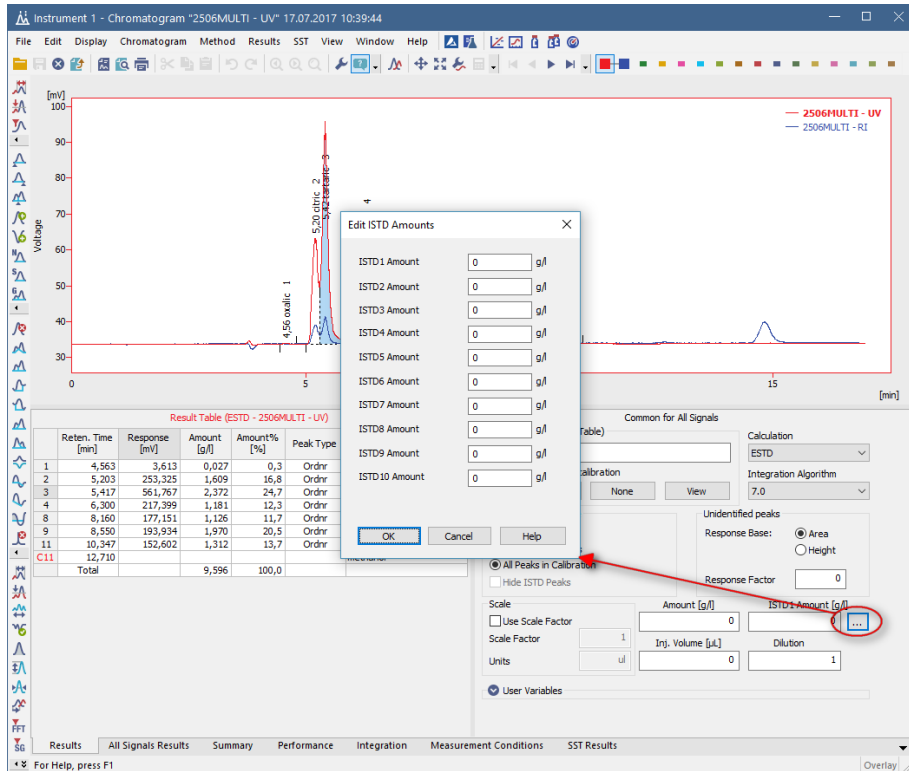 Instrument 1 - Chromatogram "2506MULTI - UV" 17.07.2017 10:39:44
File Edit Display Chromatogram Method Results SST View Window Help
[mV]
100
2506MULTI - UV
2506MULTI - RI
90
80
70
60
50
40
30
Voltage
4,56 oxalic 1
5,20 citric 2
5,42 tartaric 3
4
0 5 15
[min]
Edit ISTD Amounts
ISTD1 Amount 0 g/l
ISTD2 Amount 0 g/l
ISTD3 Amount 0 g/l
ISTD4 Amount 0 g/l
ISTD5 Amount 0 g/l
ISTD6 Amount 0 g/l
ISTD7 Amount 0 g/l
ISTD8 Amount 0 g/l
ISTD9 Amount 0 g/l
ISTD10 Amount 0 g/l
OK Cancel Help
Result Table (ESTD - 2506MULTI - UV)
Reten. Time [min] Response [mV] Amount [g/l] Amount% [%] Peak Type
1 4,563 3,613 0,027 0,3 Ordnr
2 5,203 253,325 1,609 16,8 Ordnr
3 5,417 561,767 2,372 24,7 Ordnr
4 6,300 217,399 1,181 12,3 Ordnr
8 8,160 177,151 1,126 11,7 Ordnr
9 8,550 193,934 1,970 20,5 Ordnr
11 10,347 152,602 1,312 13,7 Ordnr
C11 12,710
Total 9,596 100,0
Common for All Signals
Table)
Calculation
ESTD
alibration
None View
Integration Algorithm
7.0
Unidentified peaks
Response Base: Area
Height
All Peaks in Calibration
Hide ISTD Peaks
Response Factor 0
Scale
Use Scale Factor
Scale Factor 1
Units ul
Amount [g/l]
0
ISTD1 Amount [g/l]
0 ...
Inj. Volume [µL]
0
Dilution
1
User Variables
Results All Signals Results Summary Performance Integration Measurement Conditions SST Results
For Help, press F1
Overlay